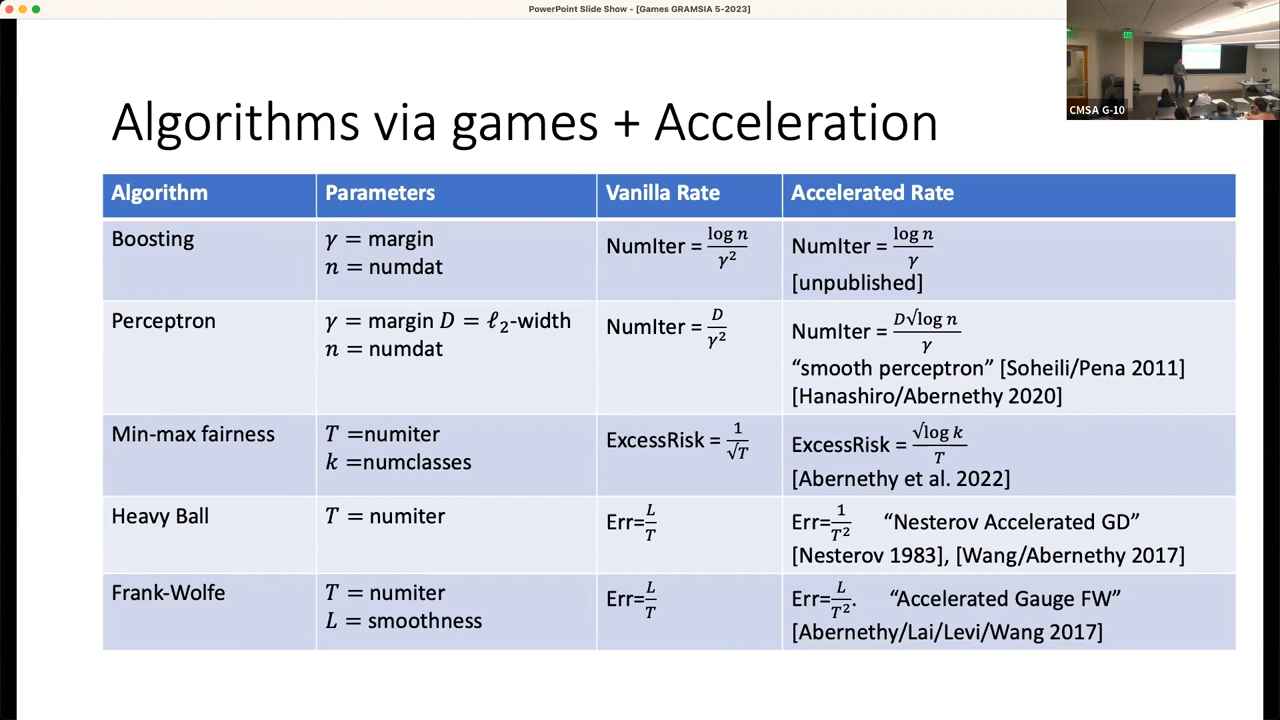 PowerPoint Slide Show - [Games GRAMSIA 5-2023]
CMSA G-10
Algorithms via games + Acceleration
Algorithm Parameters Vanilla Rate Accelerated Rate
Boosting
γ = margin
n = numdat
NumIter = log n / γ²
NumIter = log n / γ
[unpublished]
Perceptron
γ = margin D = ℓ₂-width
n = numdat
NumIter = D / γ²
NumIter = D√log n / γ
“smooth perceptron” [Soheili/Pena 2011]
[Hanashiro/Abernethy 2020]
Min-max fairness
T =numiter
k =numclasses
ExcessRisk = 1 / √T
ExcessRisk = √log k / T
[Abernethy et al. 2022]
Heavy Ball
T = numiter
Err= L / T
Err= 1 / T² “Nesterov Accelerated GD”
[Nesterov 1983], [Wang/Abernethy 2017]
Frank-Wolfe
T = numiter
L = smoothness
Err= L / T
Err= L / T². “Accelerated Gauge FW”
[Abernethy/Lai/Levi/Wang 2017]